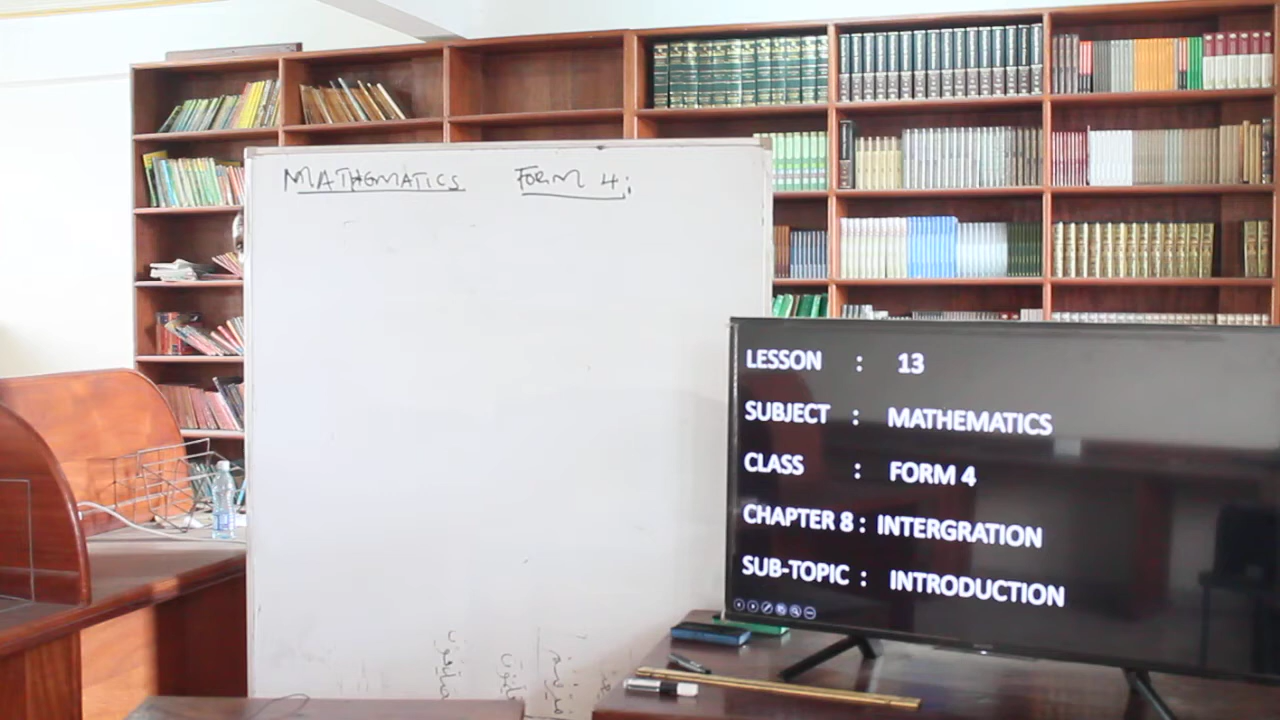 MATHEMATICS FORM 4:
LESSON : 13
SUBJECT : MATHEMATICS
CLASS : FORM 4
CHAPTER 8 : INTERGRATION
SUB-TOPIC : INTRODUCTION